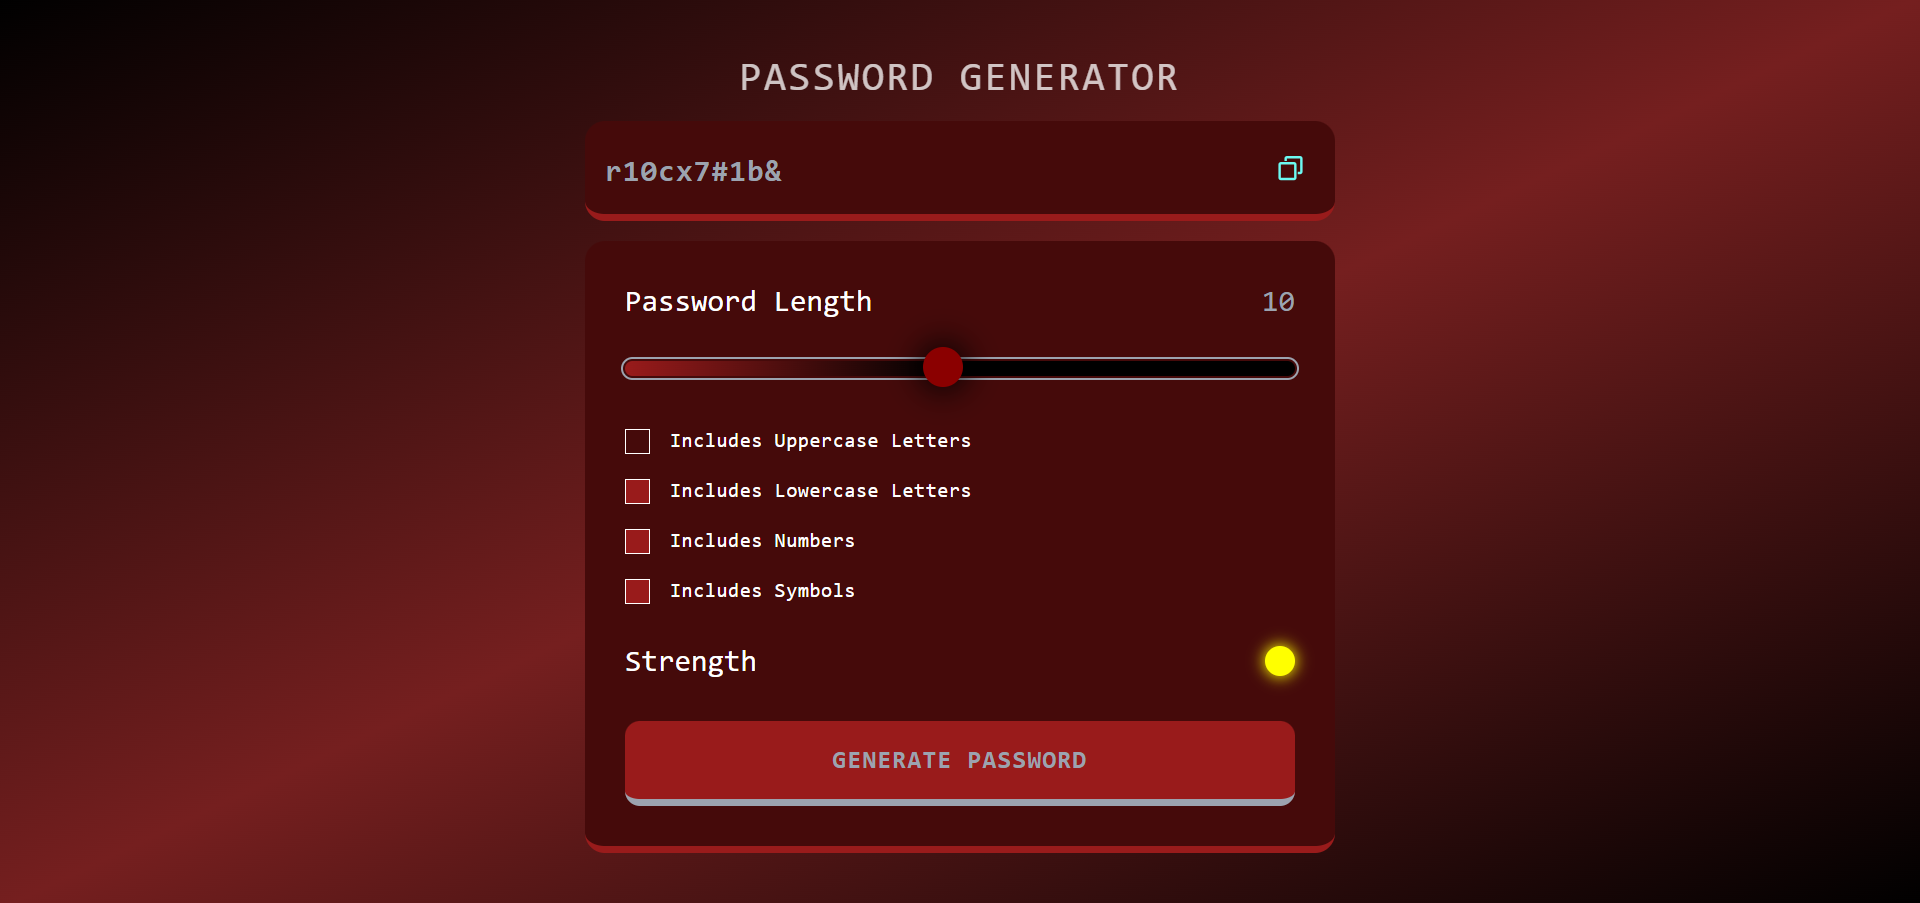 PASSWORD GENERATOR
r10cx7#1b&
Password Length 10
Includes Uppercase Letters
Includes Lowercase Letters
Includes Numbers
Includes Symbols
Strength
GENERATE PASSWORD